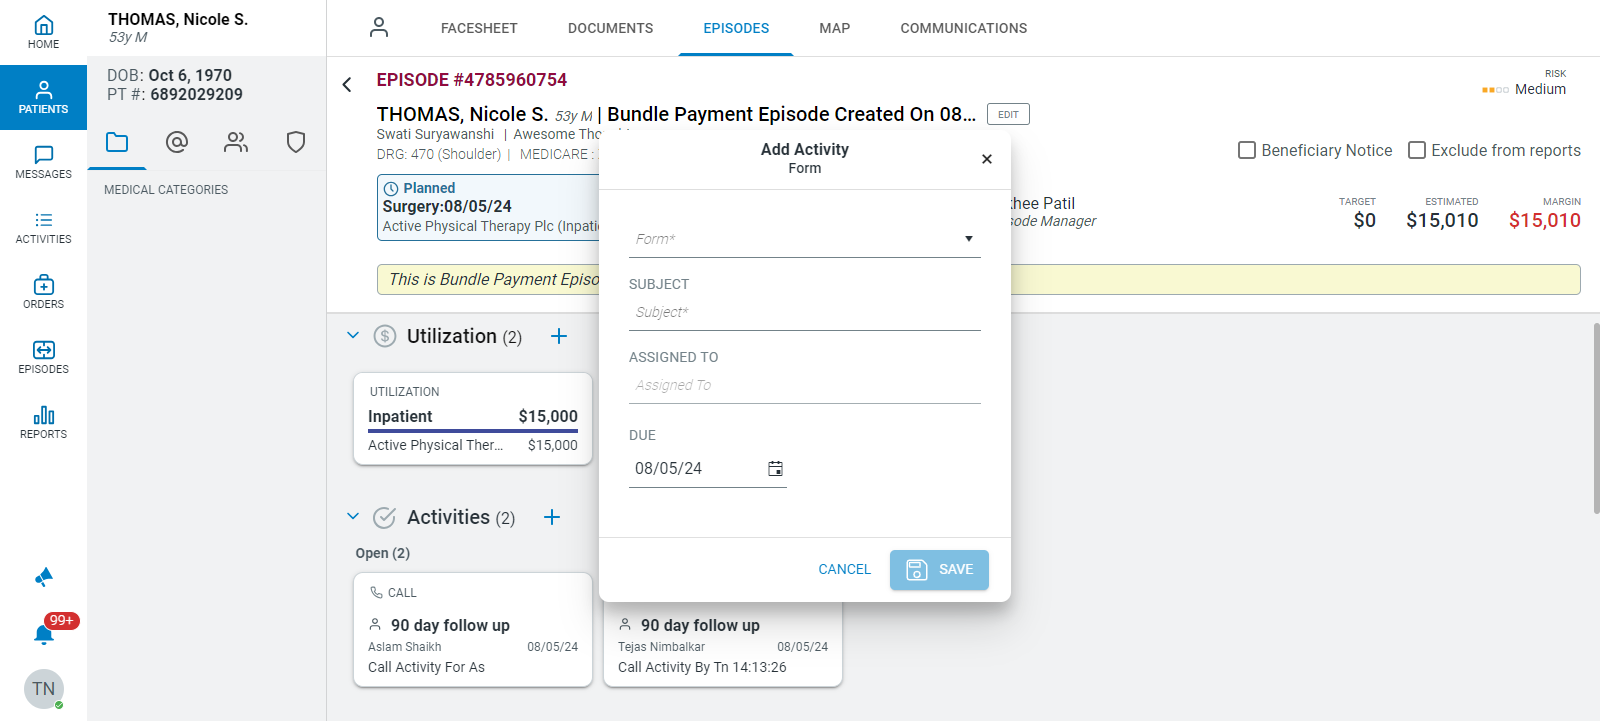 HOME
PATIENTS
MESSAGES
ACTIVITIES
ORDERS
EPISODES
REPORTS
99+
TN
THOMAS, Nicole S.
53y M
DOB: Oct 6, 1970
PT #: 6892029209
MEDICAL CATEGORIES
FACESHEET
DOCUMENTS
EPISODES
MAP
COMMUNICATIONS
EPISODE #4785960754
RISK
Medium
THOMAS, Nicole S. 53y M | Bundle Payment Episode Created On 08...
EDIT
Swati Suryawanshi | Awesome
DRG: 470 (Shoulder) | MEDICARE :
Beneficiary Notice
Exclude from reports
Planned
Surgery:08/05/24
Active Physical Therapy Plc
Patil
Manager
TARGET
$0
ESTIMATED
$15,010
MARGIN
$15,010
This is Bundle Payment
Utilization (2)
UTILIZATION
Inpatient $15,000
Active Physical Ther... $15,000
Activities (2)
Open (2)
CALL
90 day follow up
Aslam Shaikh 08/05/24
Call Activity For As
90 day follow up
Tejas Nimbalkar 08/05/24
Call Activity By Tn 14:13:26
Add Activity
Form
Form*
SUBJECT
Subject*
ASSIGNED TO
Assigned To
DUE
08/05/24
CANCEL
SAVE